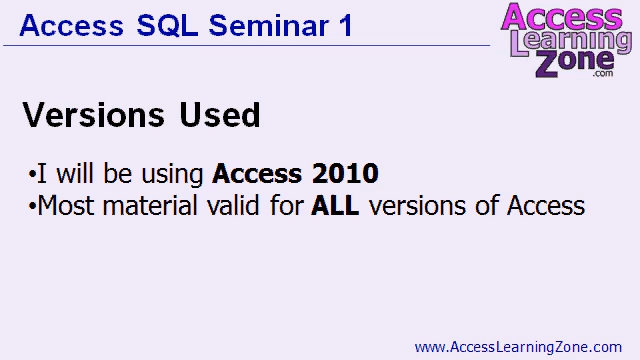 Access SQL Seminar 1
Access
Learning
Zone
.com
Versions Used
•I will be using Access 2010
•Most material valid for ALL versions of Access
www.AccessLearningZone.com